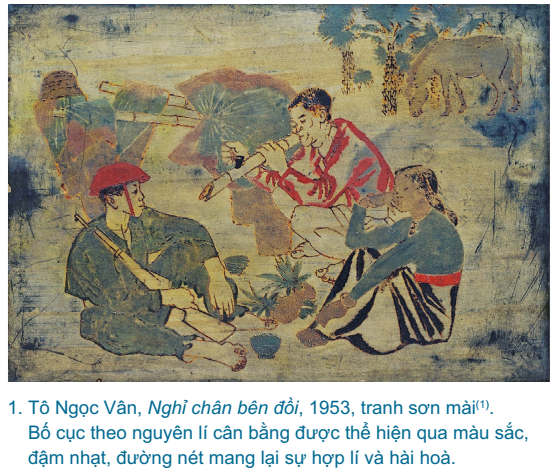 1. Tô Ngọc Vân, Nghỉ chân bên đồi, 1953, tranh sơn mài(1).
Bố cục theo nguyên lí cân bằng được thể hiện qua màu sắc,
đậm nhạt, đường nét mang lại sự hợp lí và hài hoà.